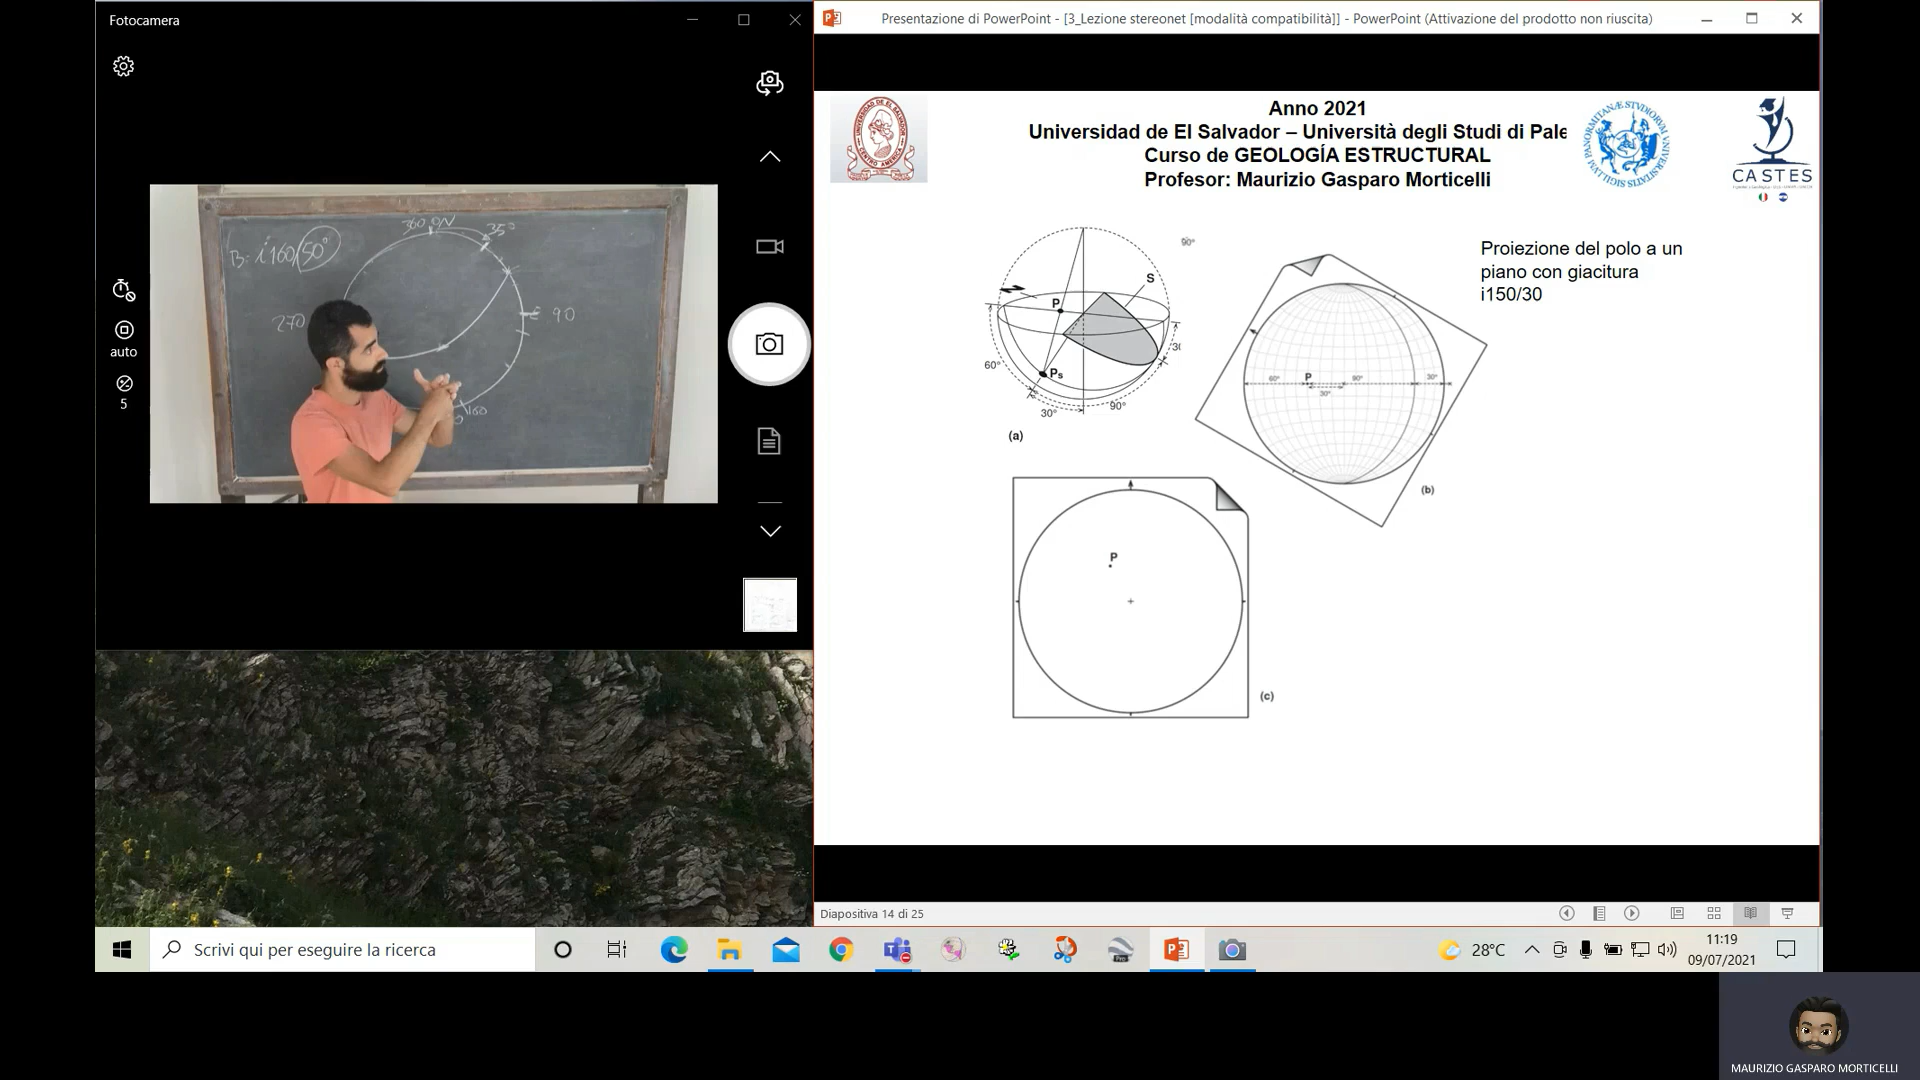 Fotocamera
auto
5
360 0/N
35°
B: i 160/50°
270
E 90
160
Presentazione di PowerPoint - [3_Lezione stereonet [modalità compatibilità]] - PowerPoint (Attivazione del prodotto non riuscita)
Anno 2021
Universidad de El Salvador – Università degli Studi di Pale
Curso de GEOLOGÍA ESTRUCTURAL
Profesor: Maurizio Gasparo Morticelli
CASTES
Proiezione del polo a un
piano con giacitura
i150/30
90°
S
P
60°
Ps
30°
90°
(a)
60°
P
90°
30°
30°
(b)
P
(c)
Diapositiva 14 di 25
Scrivi qui per eseguire la ricerca
28°C
11:19
09/07/2021
MAURIZIO GASPARO MORTICELLI